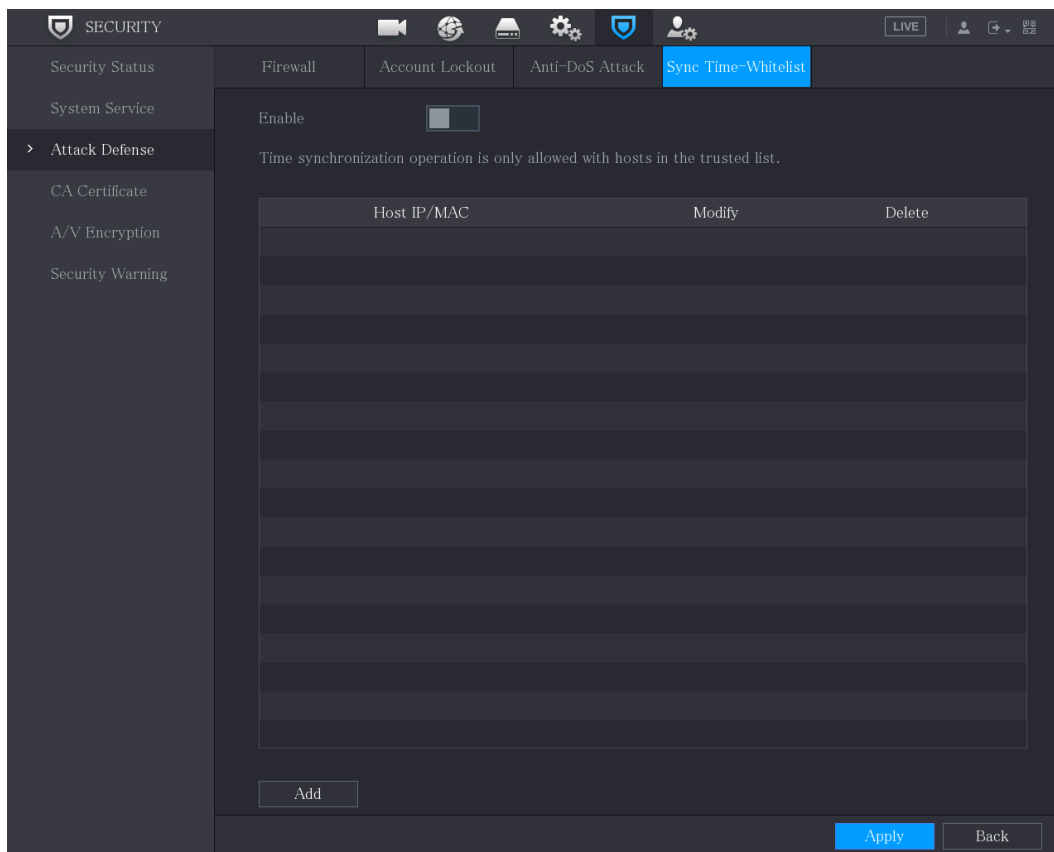 SECURITY
LIVE
Security Status
System Service
Attack Defense
CA Certificate
A/V Encryption
Security Warning
Firewall Account Lockout Anti-DoS Attack Sync Time-Whitelist
Enable
Time synchronization operation is only allowed with hosts in the trusted list.
Host IP/MAC Modify Delete
Add
Apply Back